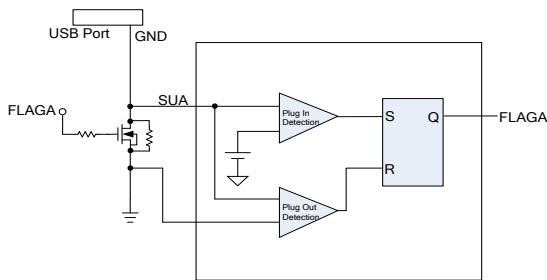 USB Port
GND
FLAGA
SUA
Plug In
Detection
Plug Out
Detection
S
Q
R
FLAGA